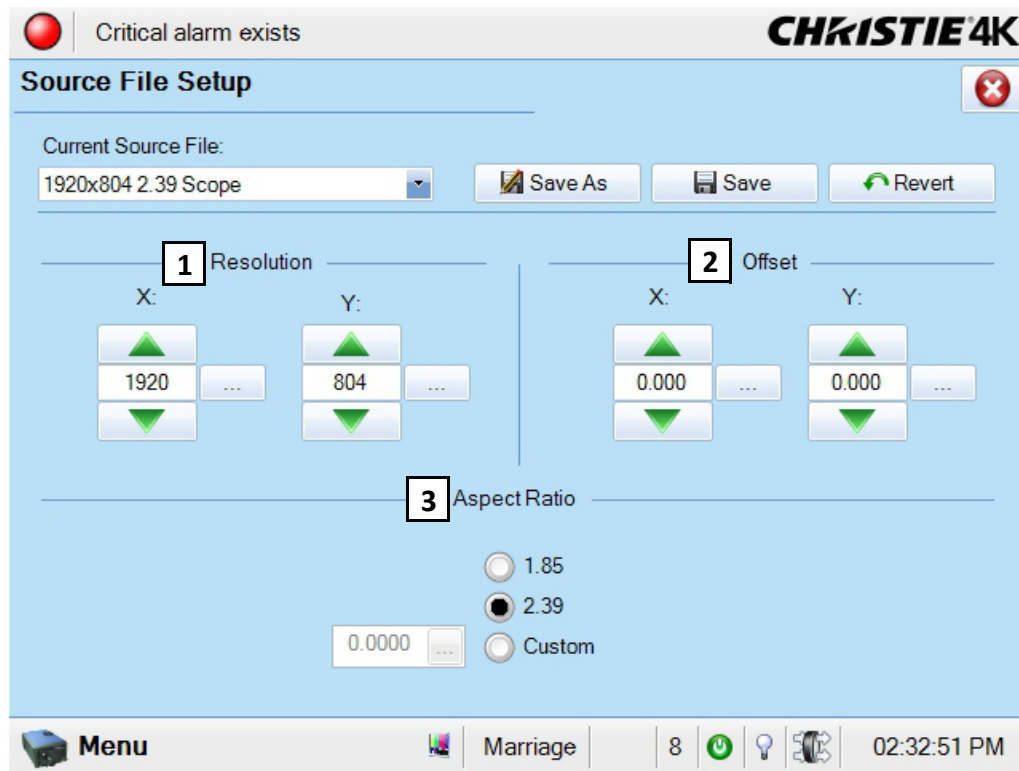 Critical alarm exists
CHRISTIE 4K
Source File Setup
Current Source File:
1920x804 2.39 Scope
Save As
Save
Revert
1 Resolution
2 Offset
X:
Y:
X:
Y:
1920 ...
804 ...
0.000 ...
0.000 ...
3 Aspect Ratio
1.85
2.39
0.0000 ... Custom
Menu
Marriage
8
02:32:51 PM